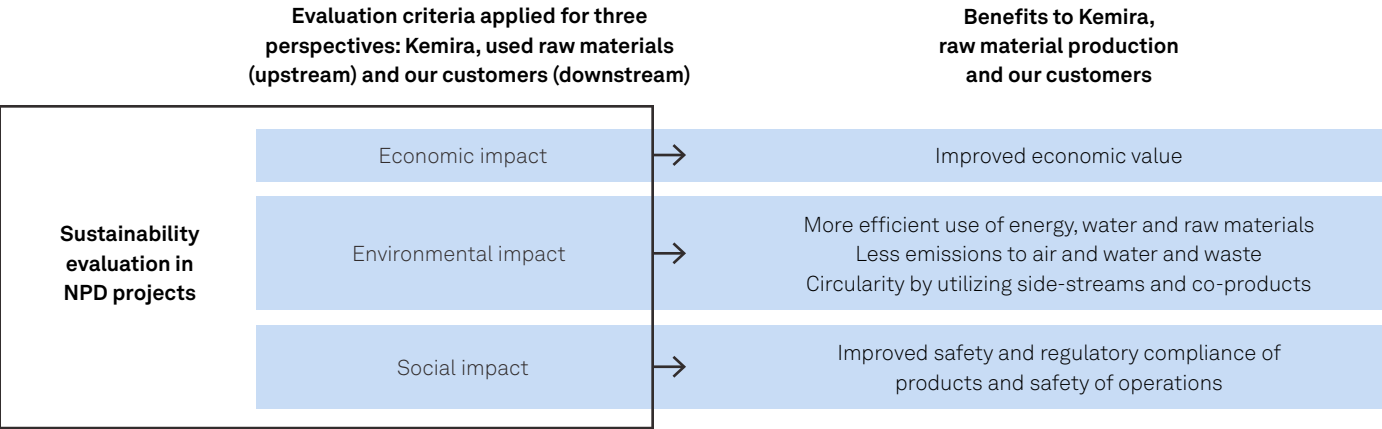 Evaluation criteria applied for three
perspectives: Kemira, used raw materials
(upstream) and our customers (downstream)
Benefits to Kemira,
raw material production
and our customers
Sustainability
evaluation in
NPD projects
Economic impact
Improved economic value
Environmental impact
More efficient use of energy, water and raw materials
Less emissions to air and water and waste
Circularity by utilizing side-streams and co-products
Social impact
Improved safety and regulatory compliance of
products and safety of operations